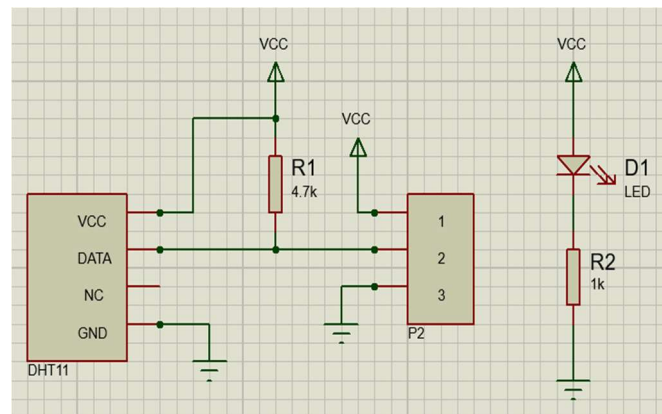 VCC
VCC
VCC
R1
4.7k
D1
LED
VCC
DATA
NC
GND
DHT11
1
2
3
P2
R2
1k